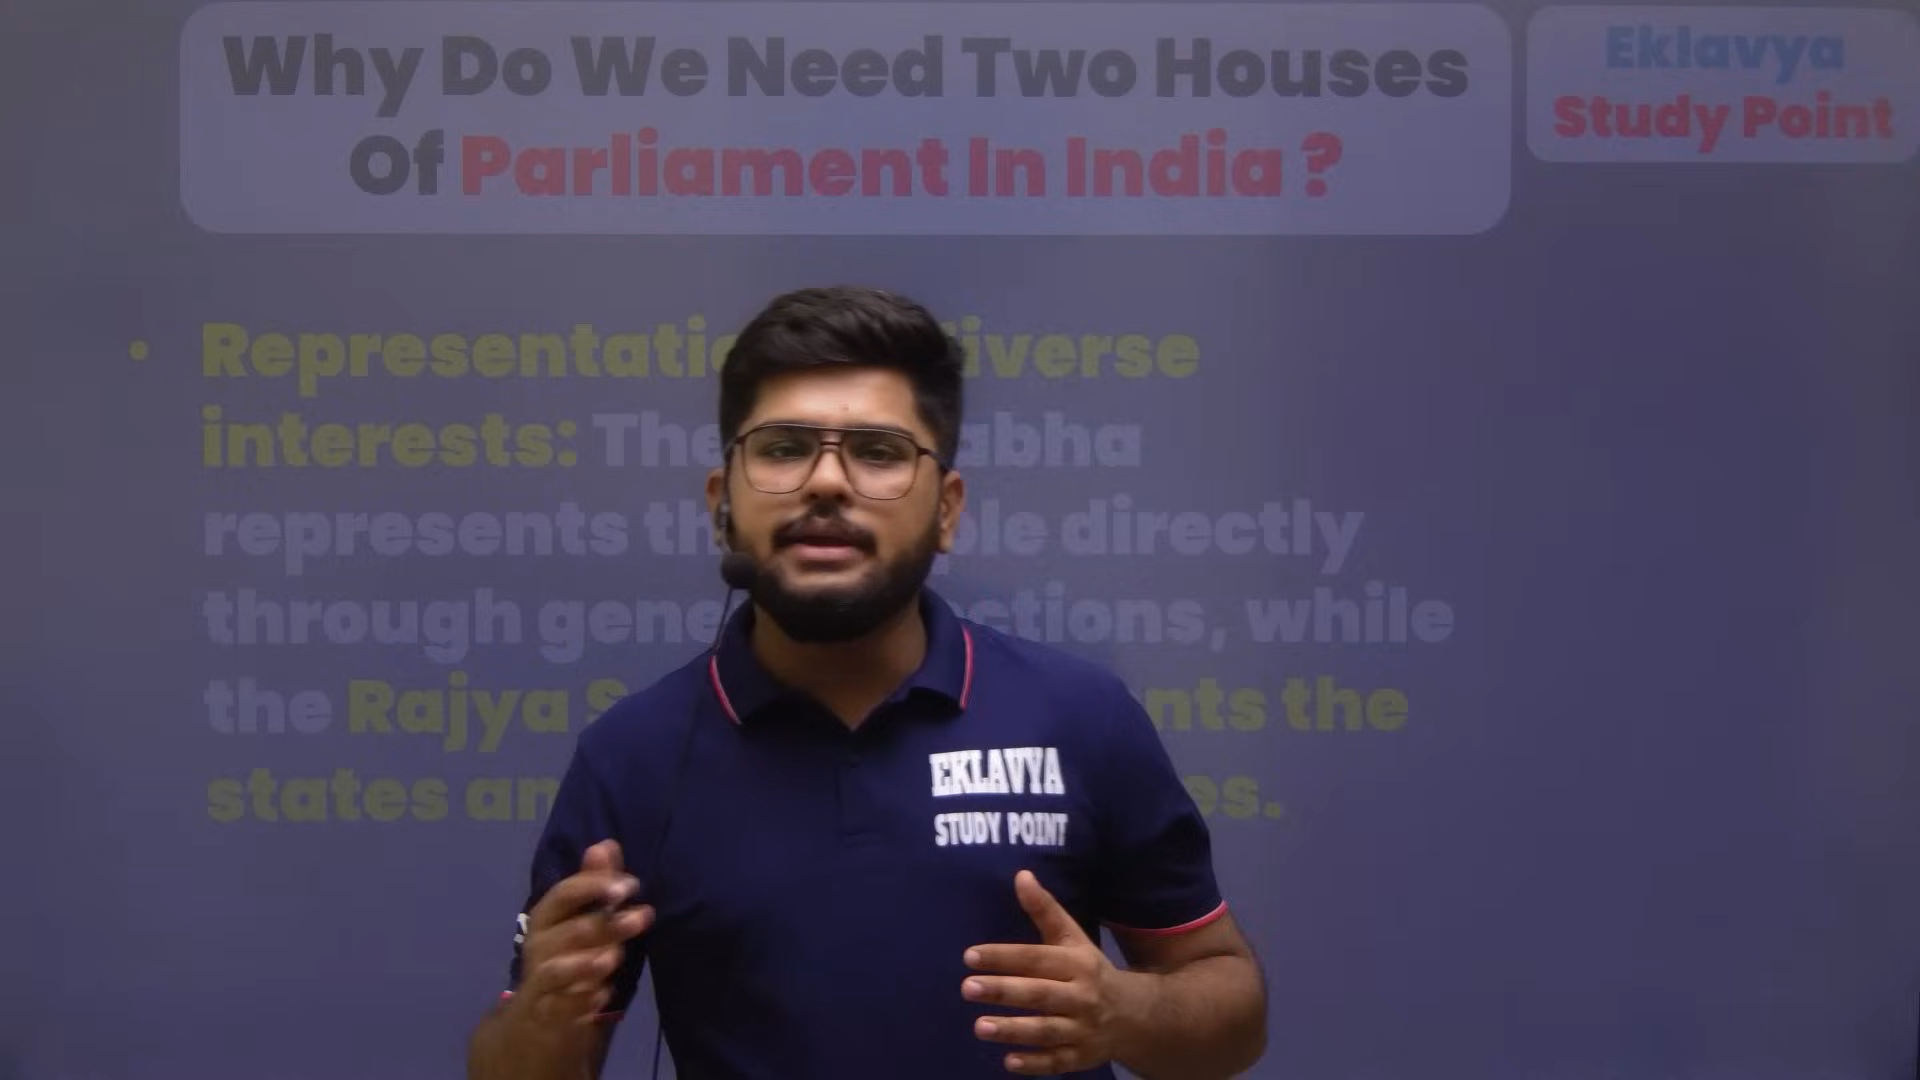 Why Do We Need Two Houses
Of Parliament In India ?
Eklavya
Study Point
• Representatio iverse
interests: The abha
represents th ple directly
through gene ctions, while
the Rajya S nts the
states an es.
EKLAVYA
STUDY POINT